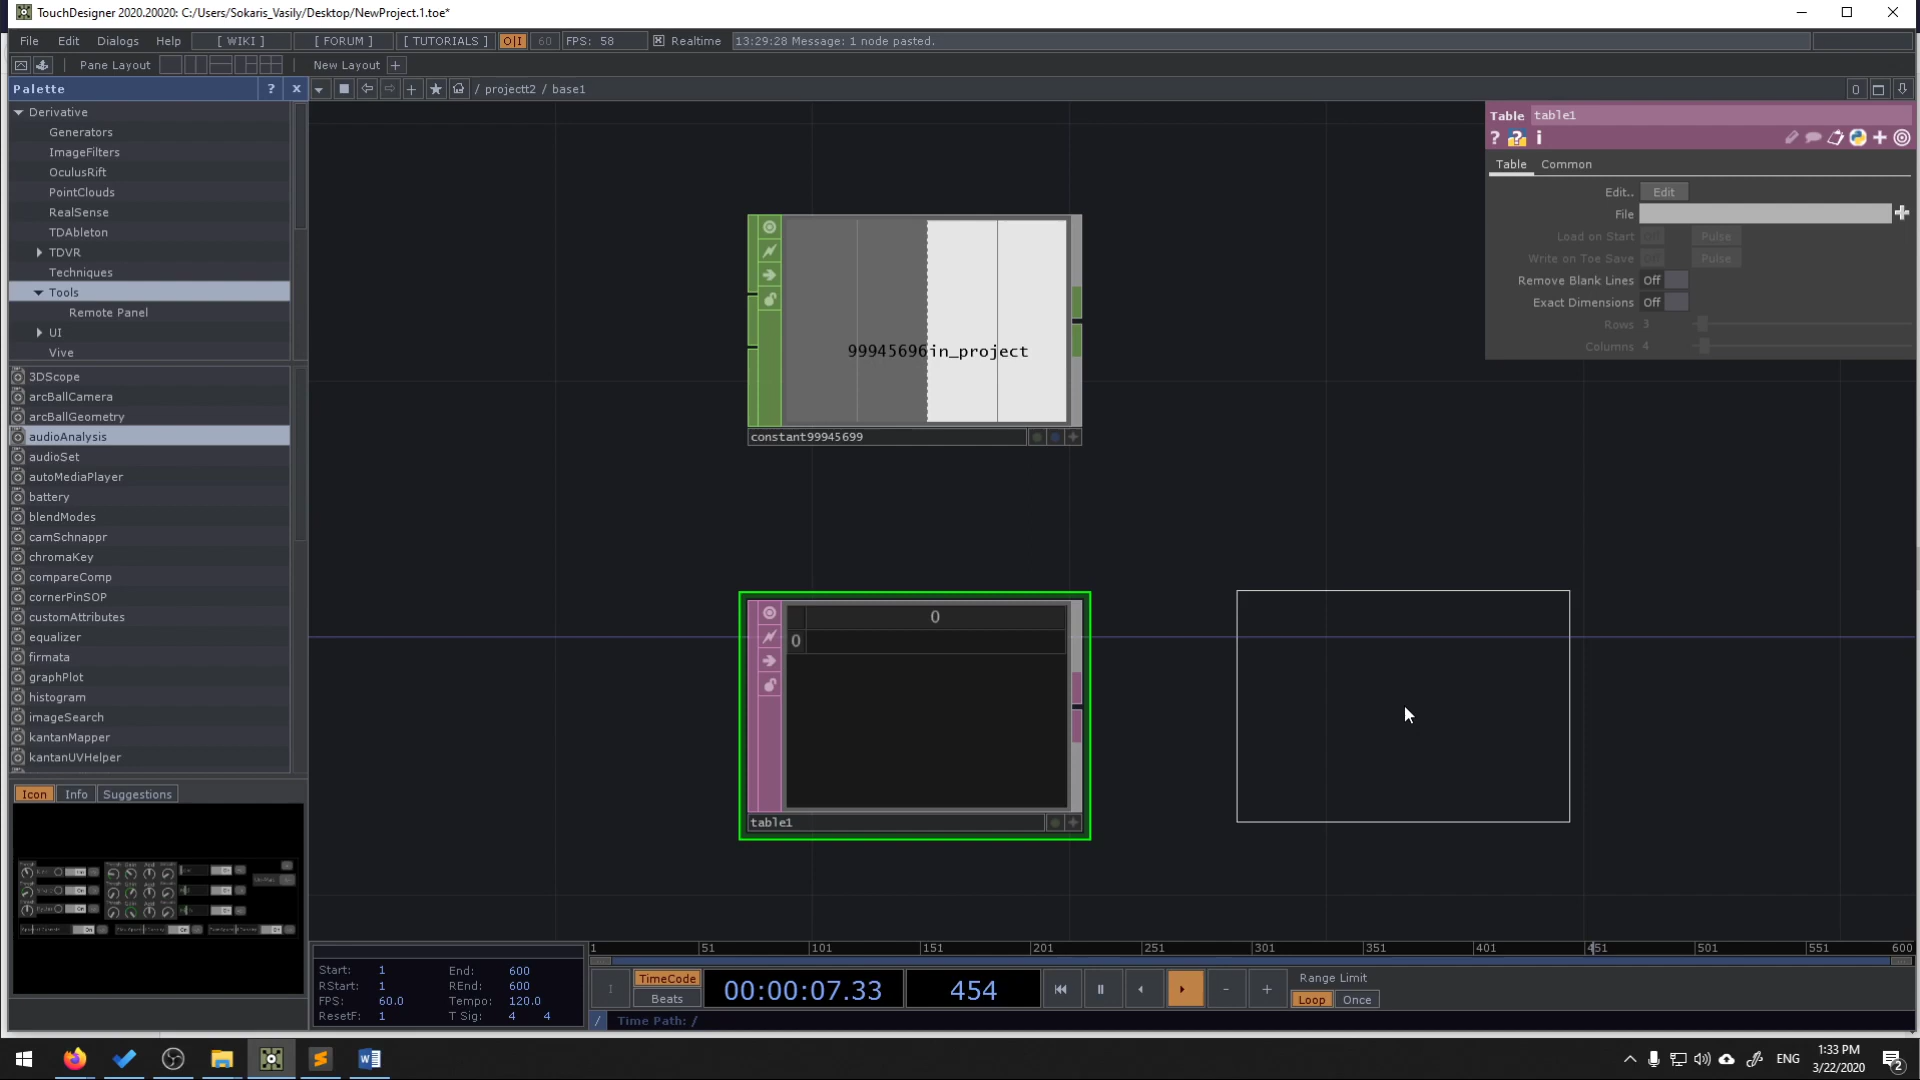 TouchDesigner 2020.20020: C:/Users/Sokaris_Vasily/Desktop/NewProject.1.toe*
File Edit Dialogs Help [ WIKI ] [ FORUM ] [ TUTORIALS ] O|I 60 FPS: 58 Realtime 13:29:28 Message: 1 node pasted.
Pane Layout New Layout +
Palette ? x / projectt2 / base1 0
Derivative
Generators
ImageFilters
OculusRift
PointClouds
RealSense
TDAbleton
TDVR
Techniques
Tools
Remote Panel
UI
Vive
3DScope
arcBallCamera
arcBallGeometry
audioAnalysis
audioSet
autoMediaPlayer
battery
blendModes
camSchnappr
chromaKey
compareComp
cornerPinSOP
customAttributes
equalizer
firmata
graphPlot
histogram
imageSearch
kantanMapper
kantanUVHelper
Icon Info Suggestions
99945696in_project
constant99945699
0
0
table1
Table table1
? ? i
Table Common
Edit.. Edit
File
Load on Start Off Pulse
Write on Toe Save Off Pulse
Remove Blank Lines Off
Exact Dimensions Off
Rows 3
Columns 4
1 51 101 151 201 251 301 351 401 451 501 551 600
Start: 1 End: 600
RStart: 1 REnd: 600
FPS: 60.0 Tempo: 120.0
ResetF: 1 T Sig: 4 4
1 TimeCode Beats 00:00:07.33 454 - + Range Limit
Loop Once
/ Time Path: /
ENG 1:33 PM
3/22/2020
2